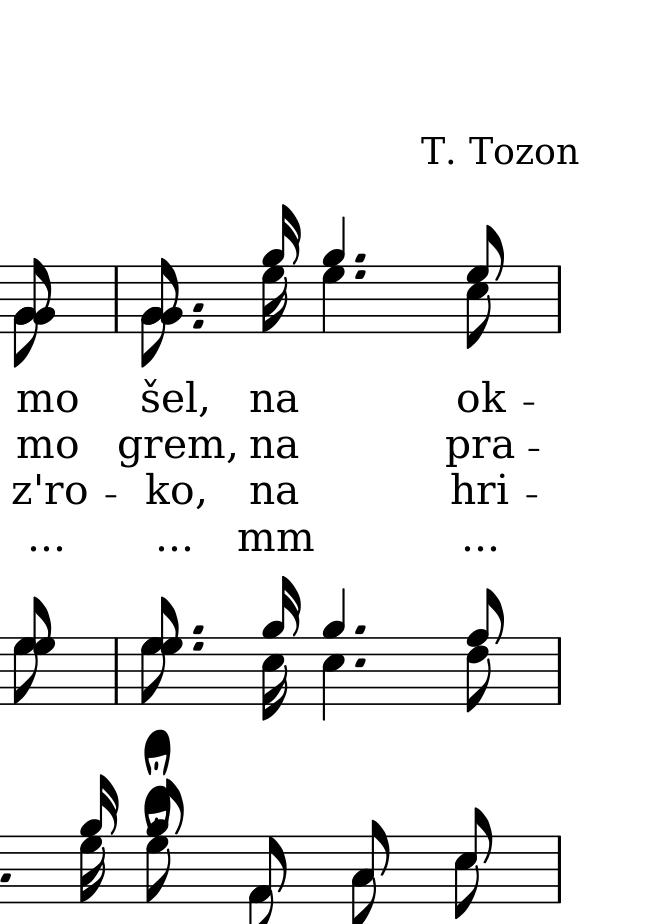 T. Tozon
mo šel, na ok -
mo grem, na pra -
z'ro - ko, na hri -
... ... mm ...